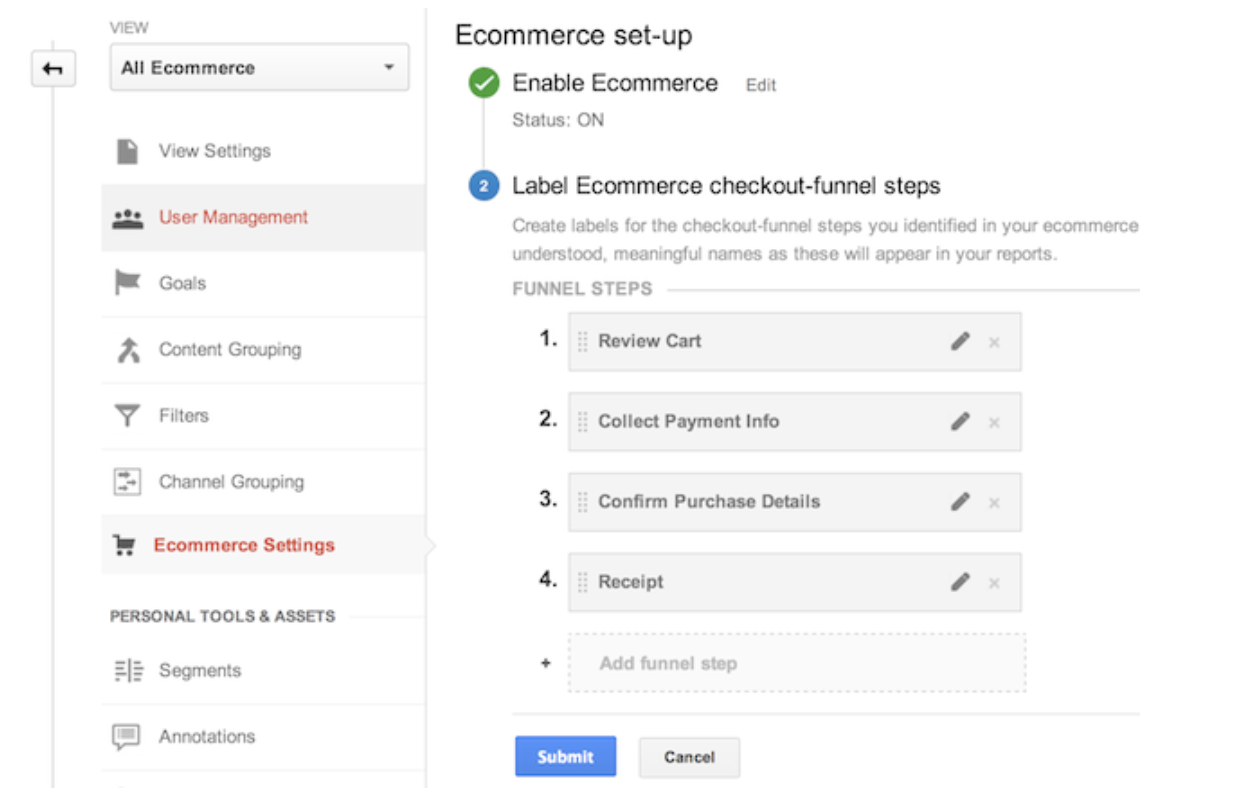 VIEW
All Ecommerce
View Settings
User Management
Goals
Content Grouping
Filters
Channel Grouping
Ecommerce Settings
PERSONAL TOOLS & ASSETS
Segments
Annotations
Ecommerce set-up
Enable Ecommerce Edit
Status: ON
2 Label Ecommerce checkout-funnel steps
Create labels for the checkout-funnel steps you identified in your ecommerce
understood, meaningful names as these will appear in your reports.
FUNNEL STEPS
1. Review Cart
2. Collect Payment Info
3. Confirm Purchase Details
4. Receipt
+ Add funnel step
Submit Cancel